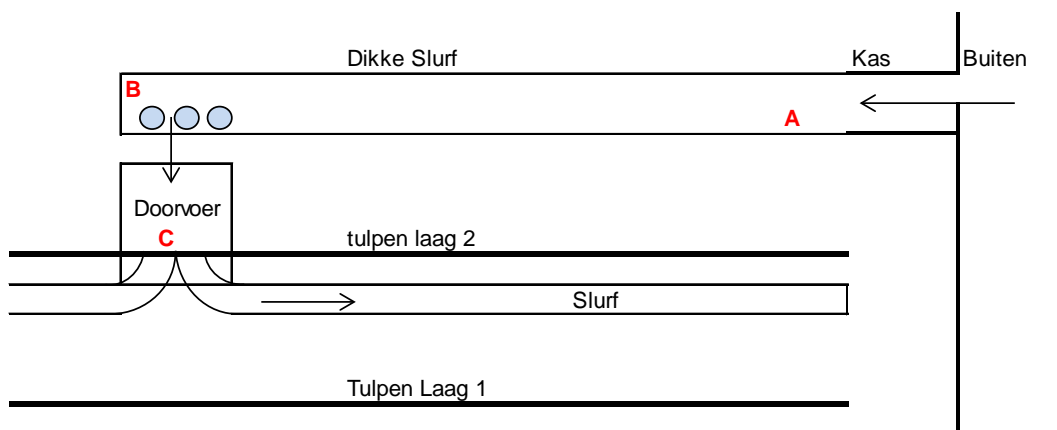 Dikke Slurf Kas Buiten
B
A
Doorvoer
C tulpen laag 2
Slurf
Tulpen Laag 1